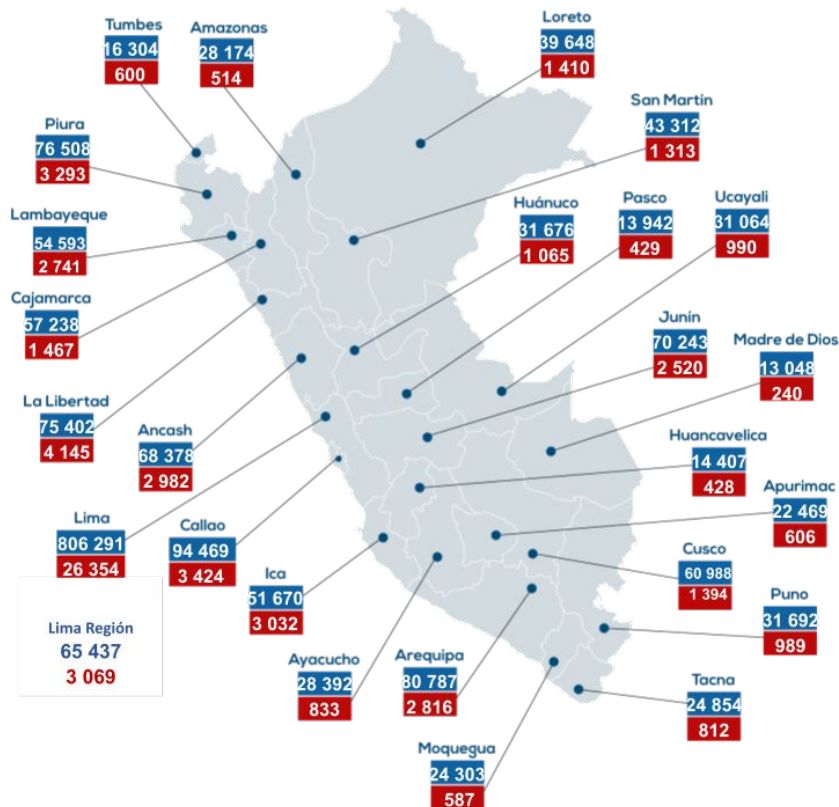 Tumbes
16 304
600
Amazonas
28 174
514
Loreto
39 648
1 410
San Martín
43 312
1 313
Piura
76 508
3 293
Lambayeque
54 593
2 741
Huánuco
31 676
1 065
Pasco
13 942
429
Ucayali
31 064
990
Cajamarca
57 238
1 467
Junín
70 243
2 520
Madre de Dios
13 048
240
La Libertad
75 402
4 145
Ancash
68 378
2 982
Huancavelica
14 407
428
Apurimac
22 469
606
Lima
806 291
26 354
Callao
94 469
3 424
Ica
51 670
3 032
Cusco
60 988
1 394
Puno
31 692
989
Lima Región
65 437
3 069
Ayacucho
28 392
833
Arequipa
80 787
2 816
Tacna
24 854
812
Moquegua
24 303
587